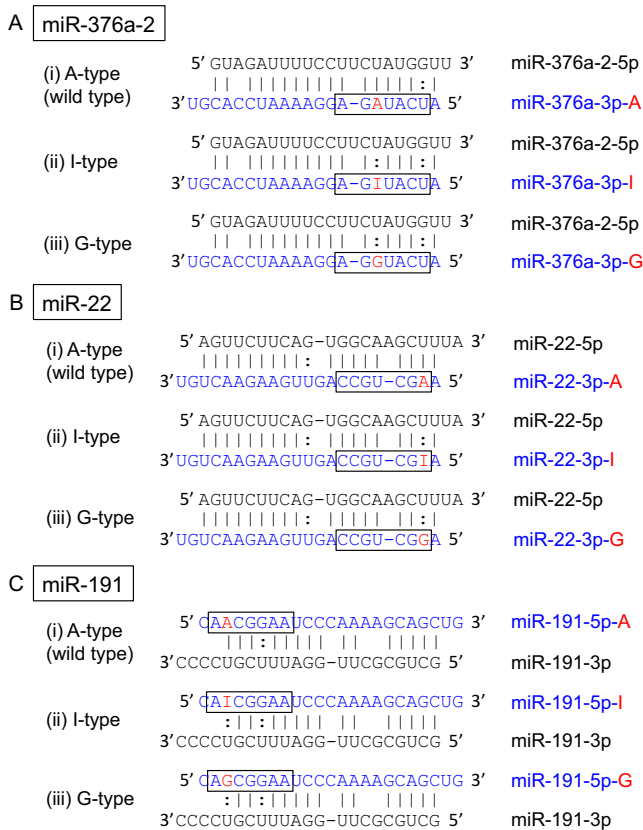 A miR-376a-2
5′ GUAGAUUUUCCUUCUAUGGUU 3′ miR-376a-2-5p
(i) A-type
(wild type)
3′UGCACCUAAAAGGA-GAUACUA 5′ miR-376a-3p-A
5′ GUAGAUUUUCCUUCUAUGGUU 3′ miR-376a-2-5p
(ii) I-type
3′UGCACCUAAAAGGA-GIUACUA 5′ miR-376a-3p-I
5′ GUAGAUUUUCCUUCUAUGGUU 3′ miR-376a-2-5p
(iii) G-type
3′UGCACCUAAAAGGA-GGUACUA 5′ miR-376a-3p-G
B miR-22
5′ AGUUCUUCAG-UGGCAAGCUUUA 3′ miR-22-5p
(i) A-type
(wild type)
3′UGUCAAGAAGUUGACCGU-CGAA 5′ miR-22-3p-A
5′ AGUUCUUCAG-UGGCAAGCUUUA 3′ miR-22-5p
(ii) I-type
3′UGUCAAGAAGUUGACCGU-CGIA 5′ miR-22-3p-I
5′ AGUUCUUCAG-UGGCAAGCUUUA 3′ miR-22-5p
(iii) G-type
3′UGUCAAGAAGUUGACCGU-CGGA 5′ miR-22-3p-G
C miR-191
5′ CAACGGAAUCCCAAAAGCAGCUG 3′ miR-191-5p-A
(i) A-type
(wild type)
3′CCCCUGCUUUAGG-UUCGCGUCG 5′ miR-191-3p
5′ CAICGGAAUCCCAAAAGCAGCUG 3′ miR-191-5p-I
(ii) I-type
3′CCCCUGCUUUAGG-UUCGCGUCG 5′ miR-191-3p
5′ CAGCGGAAUCCCAAAAGCAGCUG 3′ miR-191-5p-G
(iii) G-type
3′CCCCUGCUUUAGG-UUCGCGUCG 5′ miR-191-3p